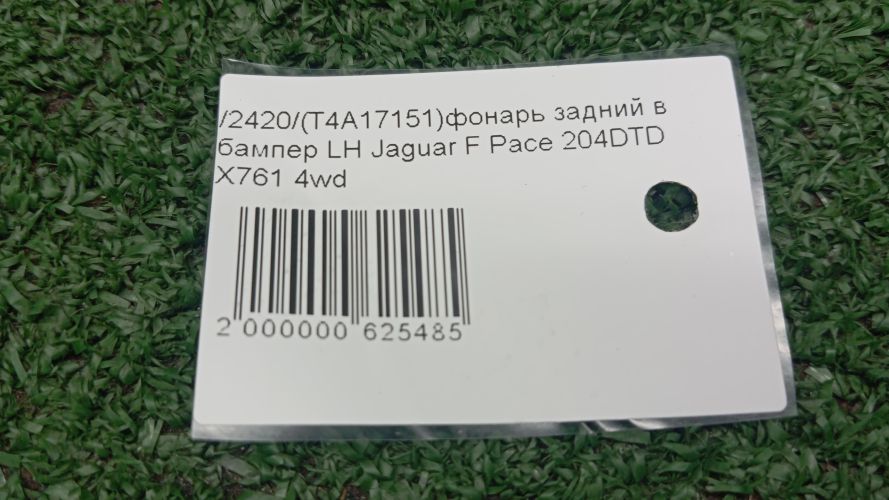 /2420/(T4A17151)фонарь задний в
бампер LH Jaguar F Pace 204DTD
X761 4wd
2 000000 625485